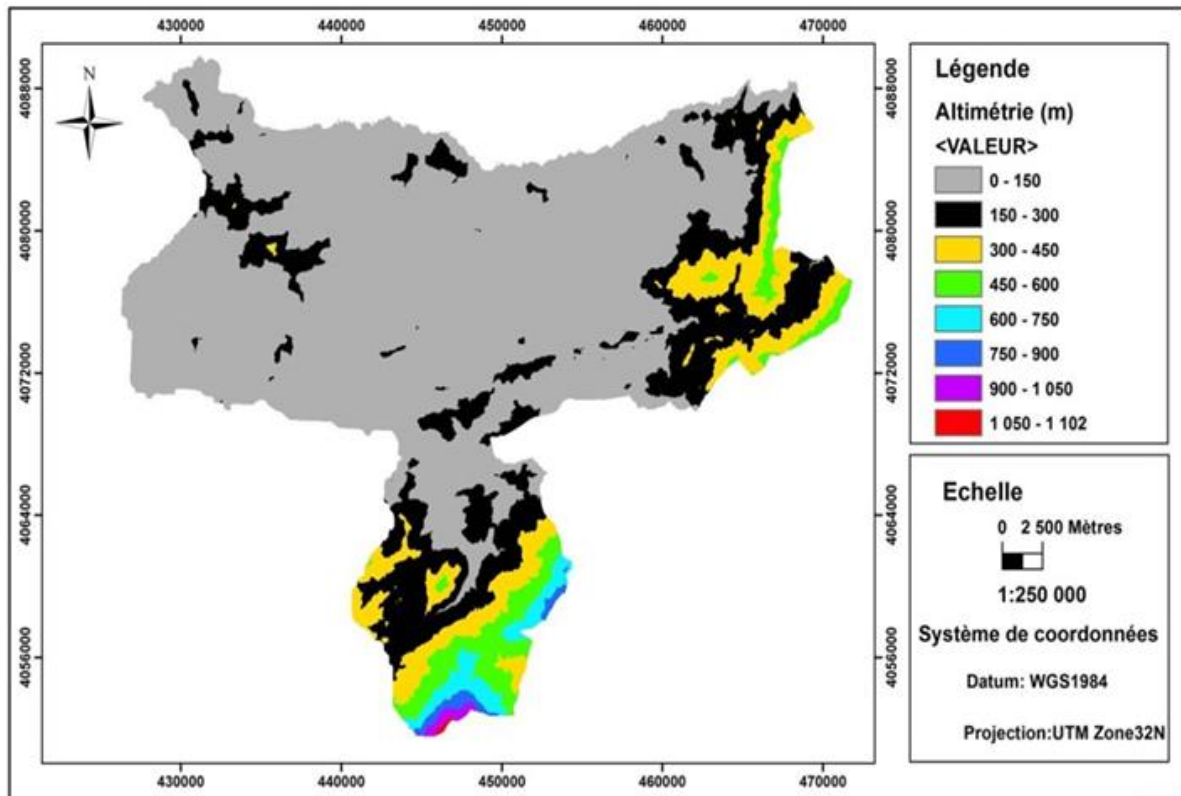 430000 440000 450000 460000 470000
N
4088000
4080000
4072000
4064000
4056000
4088000
4080000
4072000
4064000
4056000
430000 440000 450000 460000 470000
Légende
Altimétrie (m)
<VALEUR>
0 - 150
150 - 300
300 - 450
450 - 600
600 - 750
750 - 900
900 - 1 050
1 050 - 1 102
Echelle
0 2 500 Mètres
1:250 000
Système de coordonnées
Datum: WGS1984
Projection:UTM Zone32N